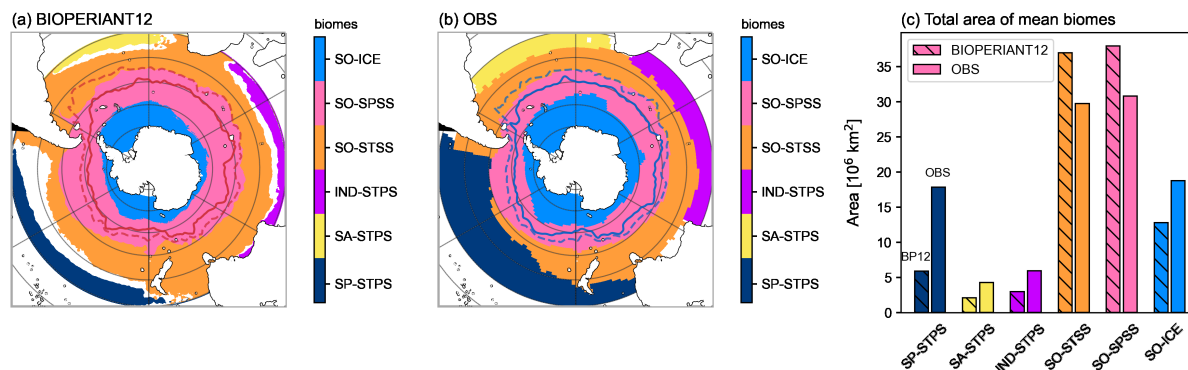 (a) BIOPERIANT12
biomes
SO-ICE
SO-SPSS
SO-STSS
IND-STPS
SA-STPS
SP-STPS
(b) OBS
biomes
SO-ICE
SO-SPSS
SO-STSS
IND-STPS
SA-STPS
SP-STPS
(c) Total area of mean biomes
BIOPERIANT12
OBS
Area [10⁶ km²]
35
30
25
20
15
10
5
0
OBS
BP12
SP-STPS
SA-STPS
IND-STPS
SO-STSS
SO-SPSS
SO-ICE